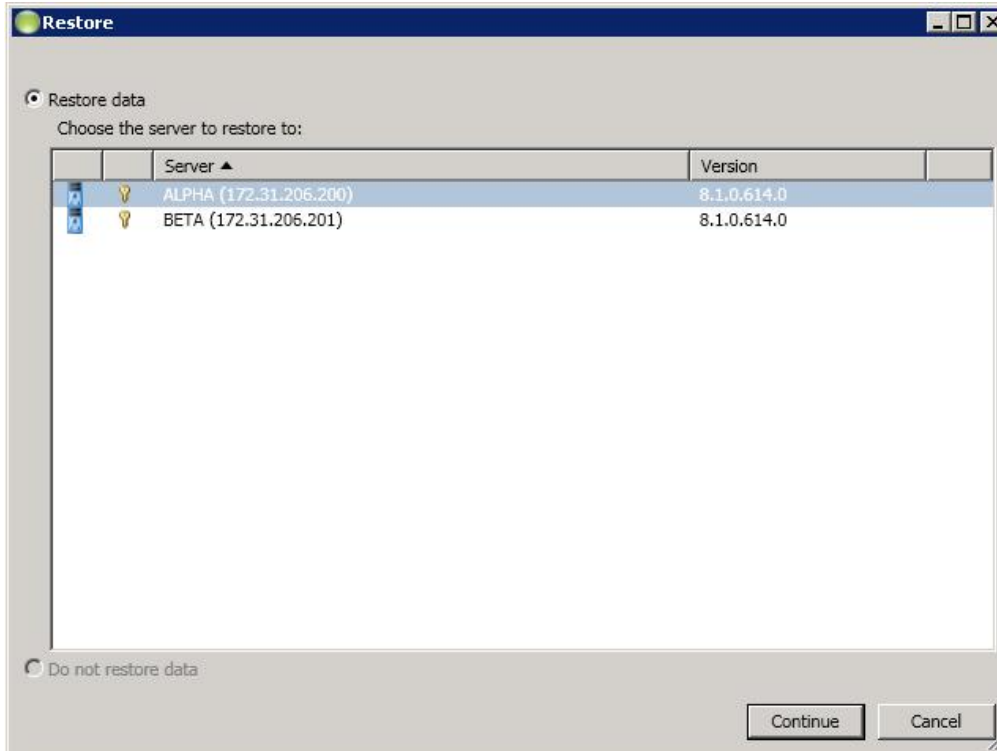 Restore
Restore data
Choose the server to restore to:
Server Version
ALPHA (172.31.206.200) 8.1.0.614.0
BETA (172.31.206.201) 8.1.0.614.0
Do not restore data
Continue Cancel